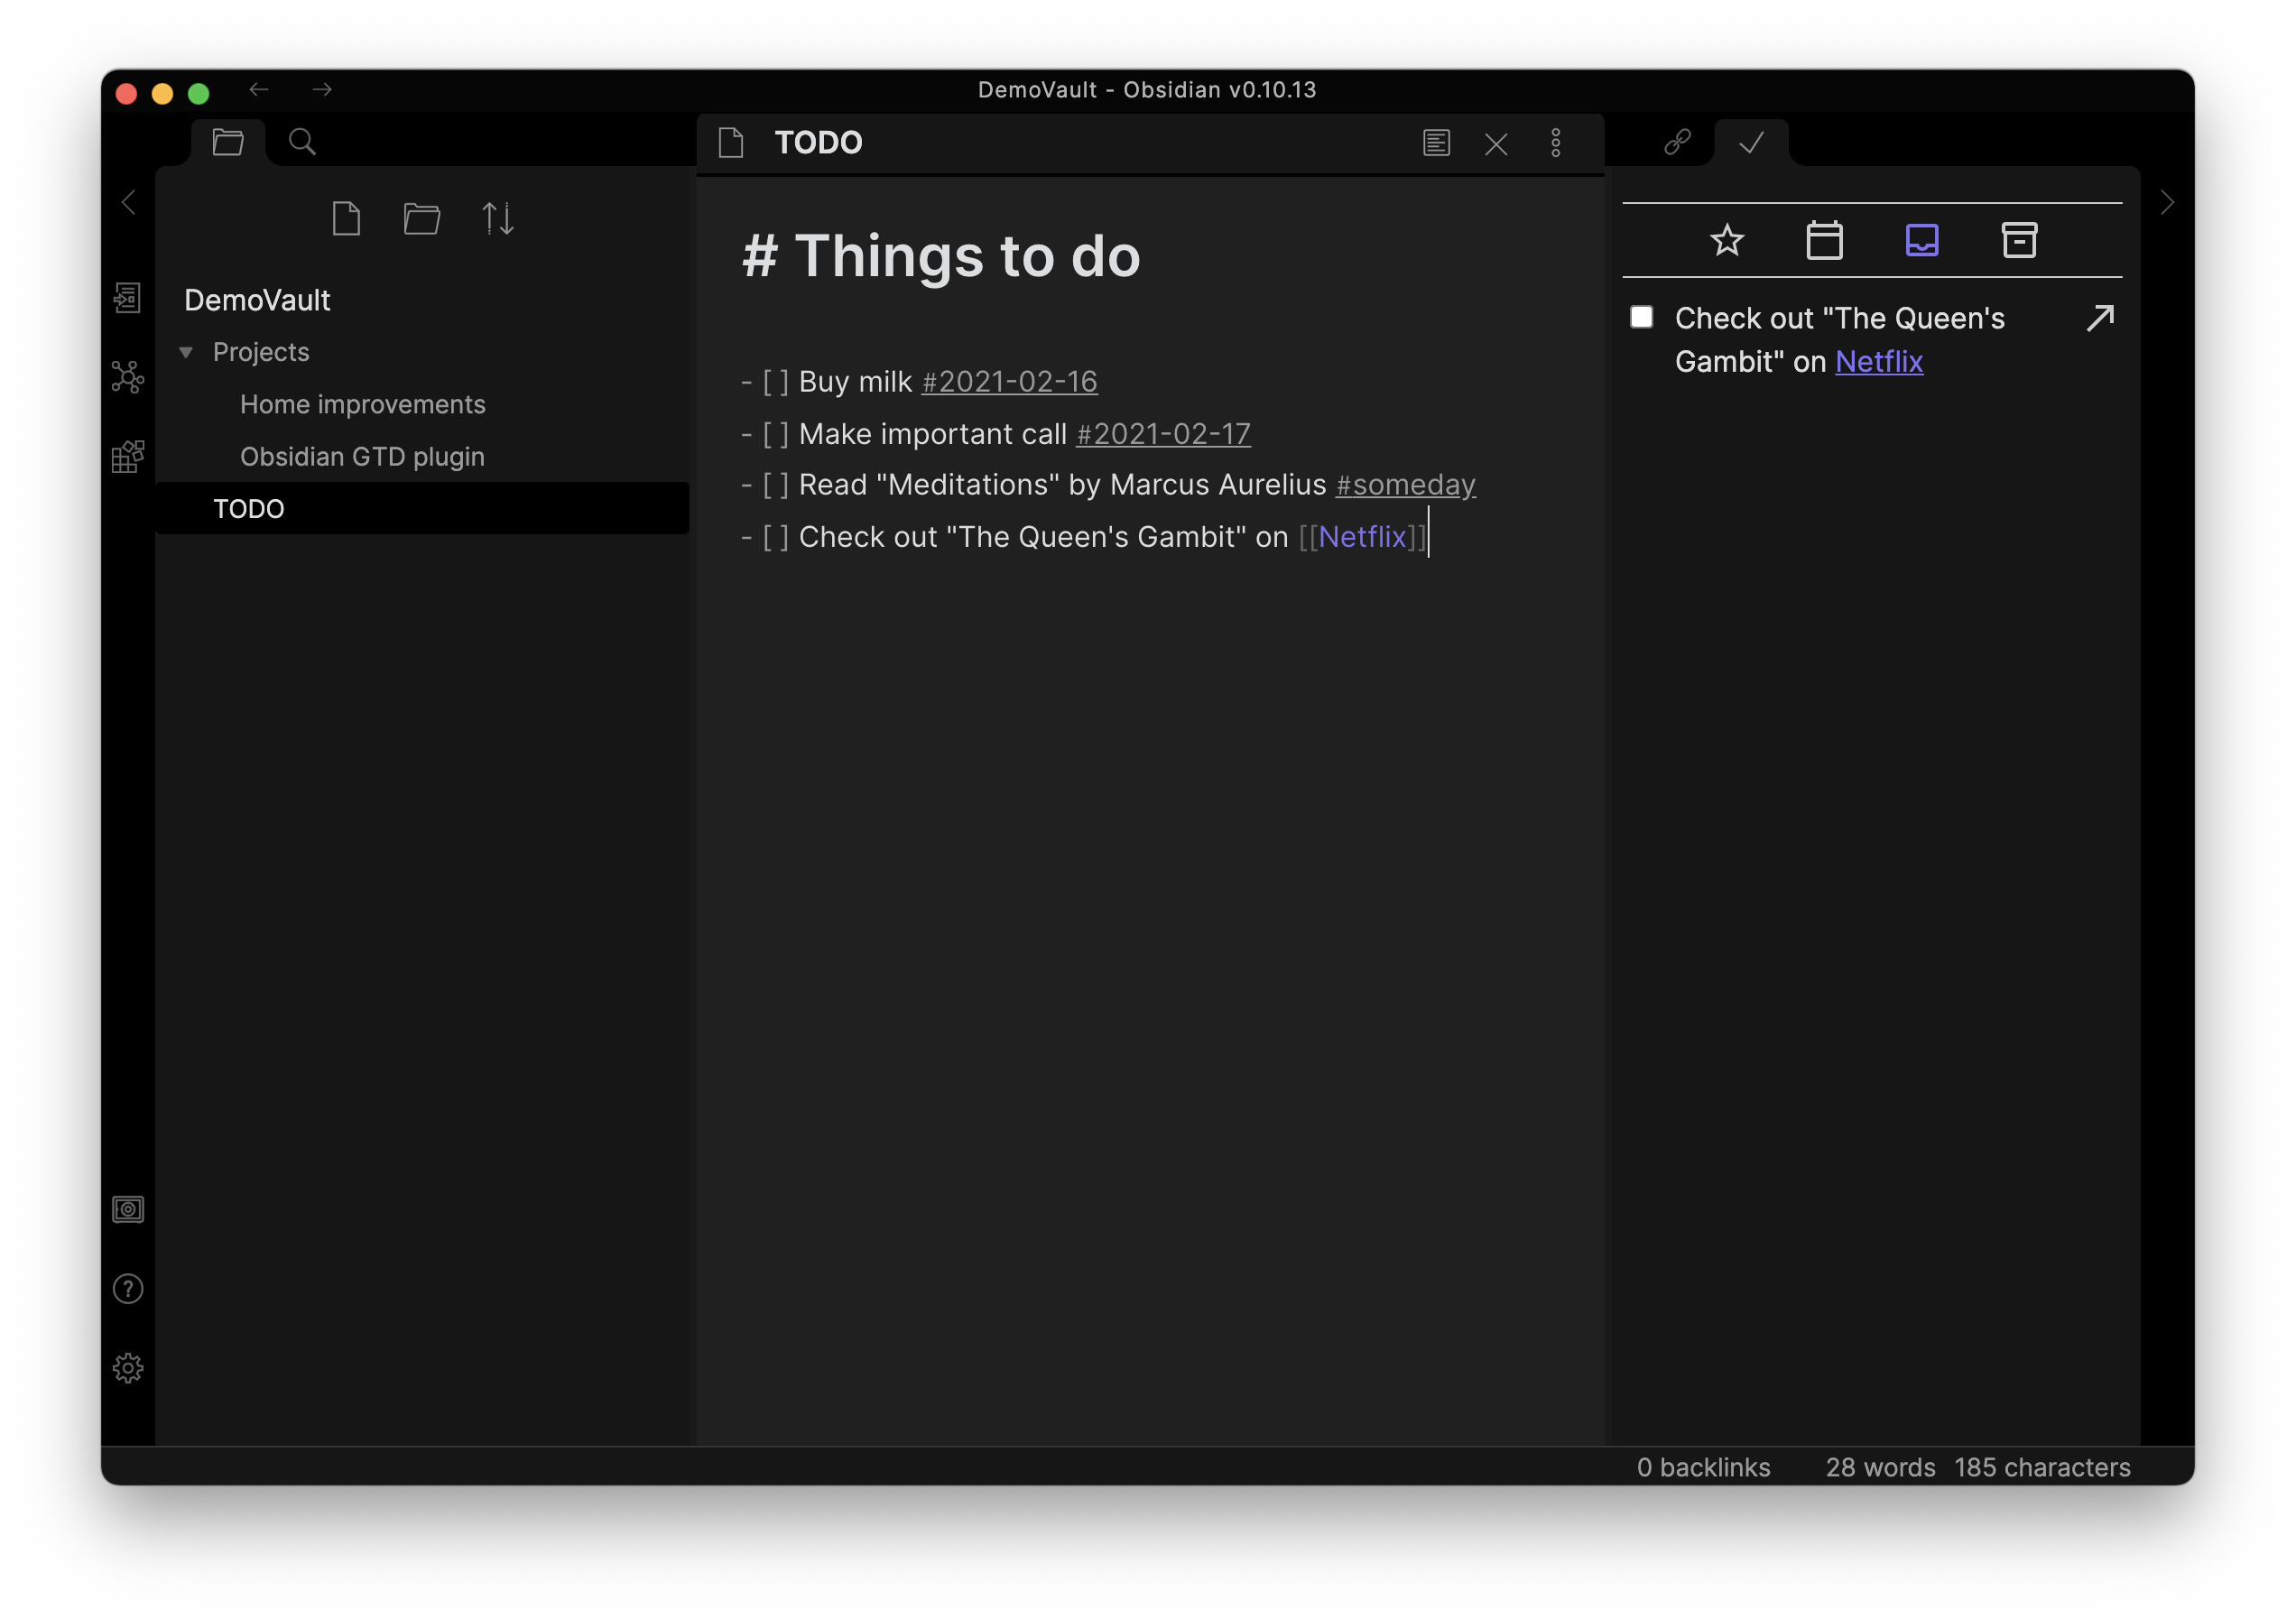 DemoVault - Obsidian v0.10.13
TODO
DemoVault
Projects
Home improvements
Obsidian GTD plugin
TODO
# Things to do
- [ ] Buy milk #2021-02-16
- [ ] Make important call #2021-02-17
- [ ] Read "Meditations" by Marcus Aurelius #someday
- [ ] Check out "The Queen's Gambit" on [[Netflix]]
Check out "The Queen's
Gambit" on Netflix
0 backlinks 28 words 185 characters